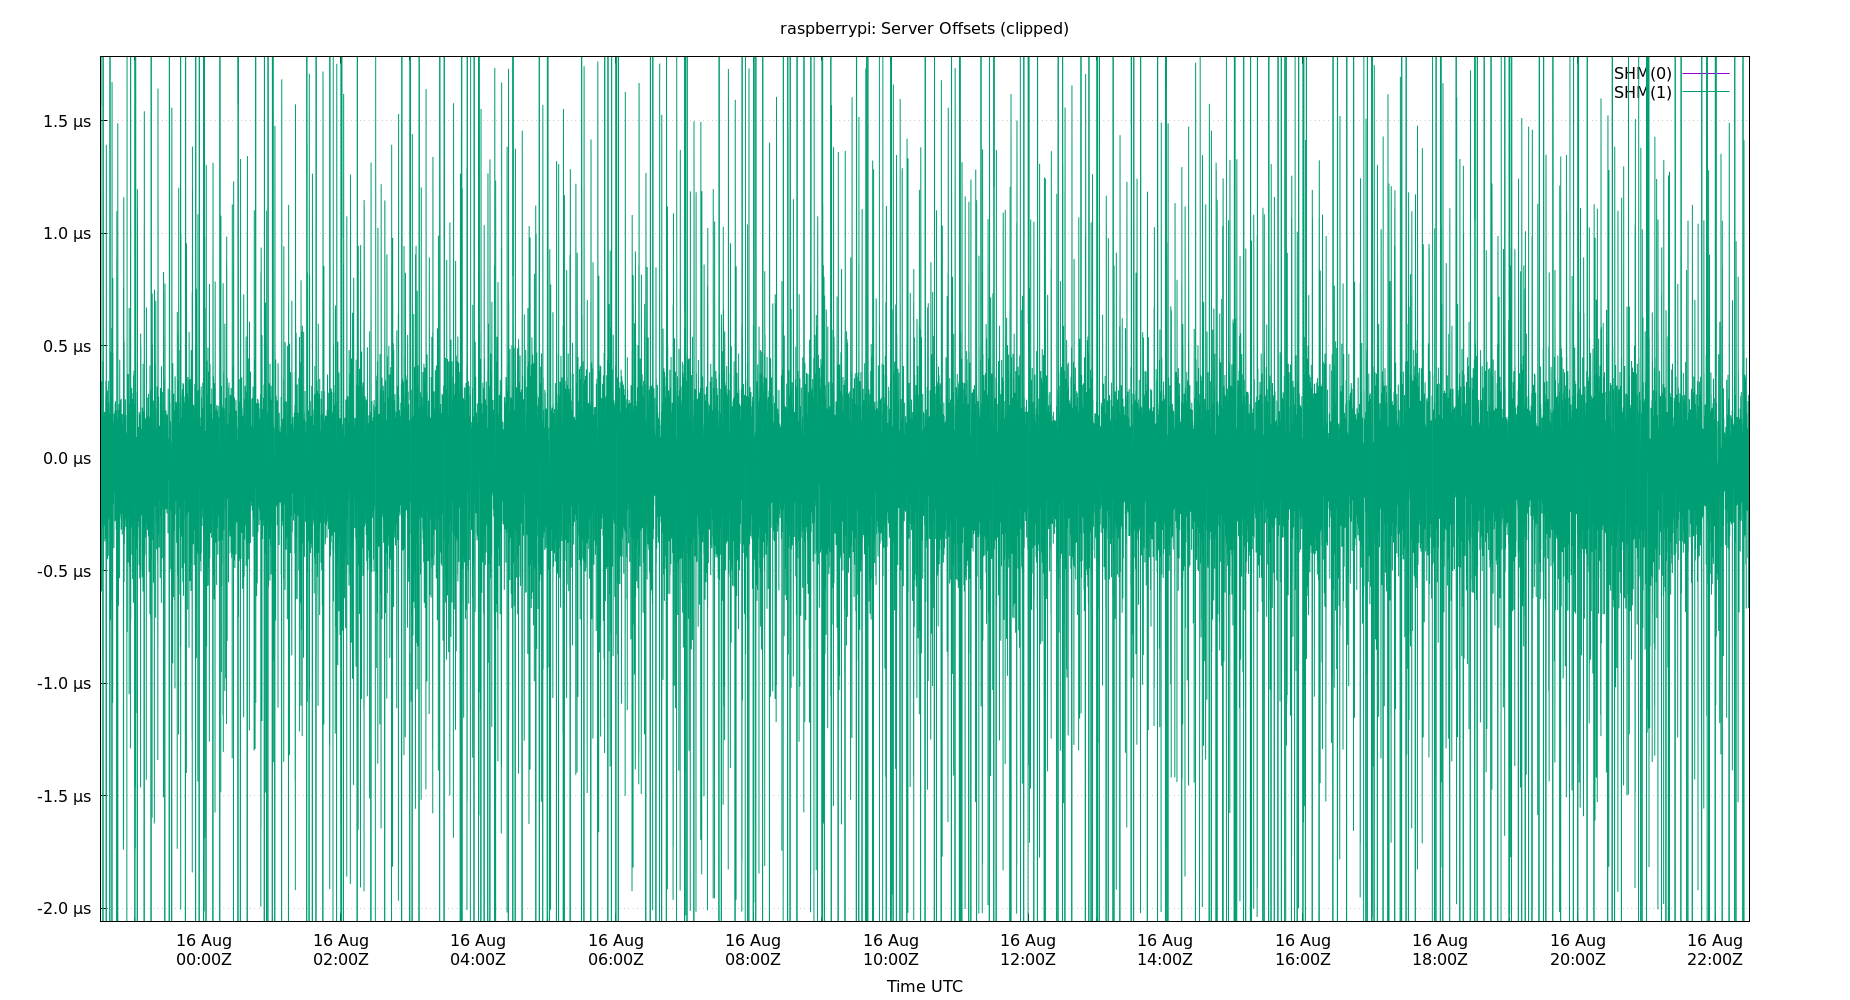 raspberrypi: Server Offsets (clipped)
SHM(0)
SHM(1)
1.5 µs
1.0 µs
0.5 µs
0.0 µs
-0.5 µs
-1.0 µs
-1.5 µs
-2.0 µs
16 Aug 16 Aug 16 Aug 16 Aug 16 Aug 16 Aug 16 Aug 16 Aug 16 Aug 16 Aug 16 Aug 16 Aug
00:00Z 02:00Z 04:00Z 06:00Z 08:00Z 10:00Z 12:00Z 14:00Z 16:00Z 18:00Z 20:00Z 22:00Z
Time UTC